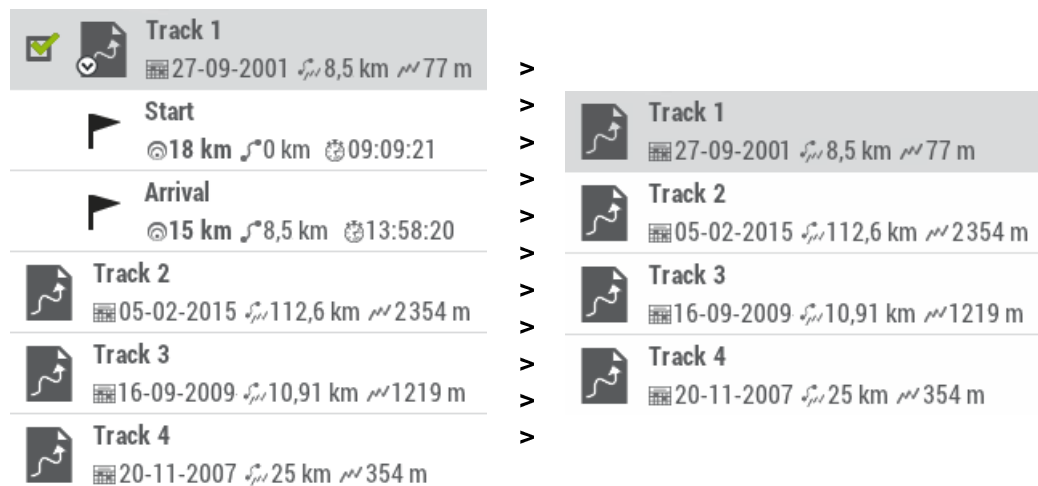 Track 1
27-09-2001 8,5 km 77 m
Start
18 km 0 km 09:09:21
Arrival
15 km 8,5 km 13:58:20
Track 2
05-02-2015 112,6 km 2354 m
Track 3
16-09-2009 10,91 km 1219 m
Track 4
20-11-2007 25 km 354 m
>
>
>
>
>
>
>
>
>
>
>
Track 1
27-09-2001 8,5 km 77 m
Track 2
05-02-2015 112,6 km 2354 m
Track 3
16-09-2009 10,91 km 1219 m
Track 4
20-11-2007 25 km 354 m